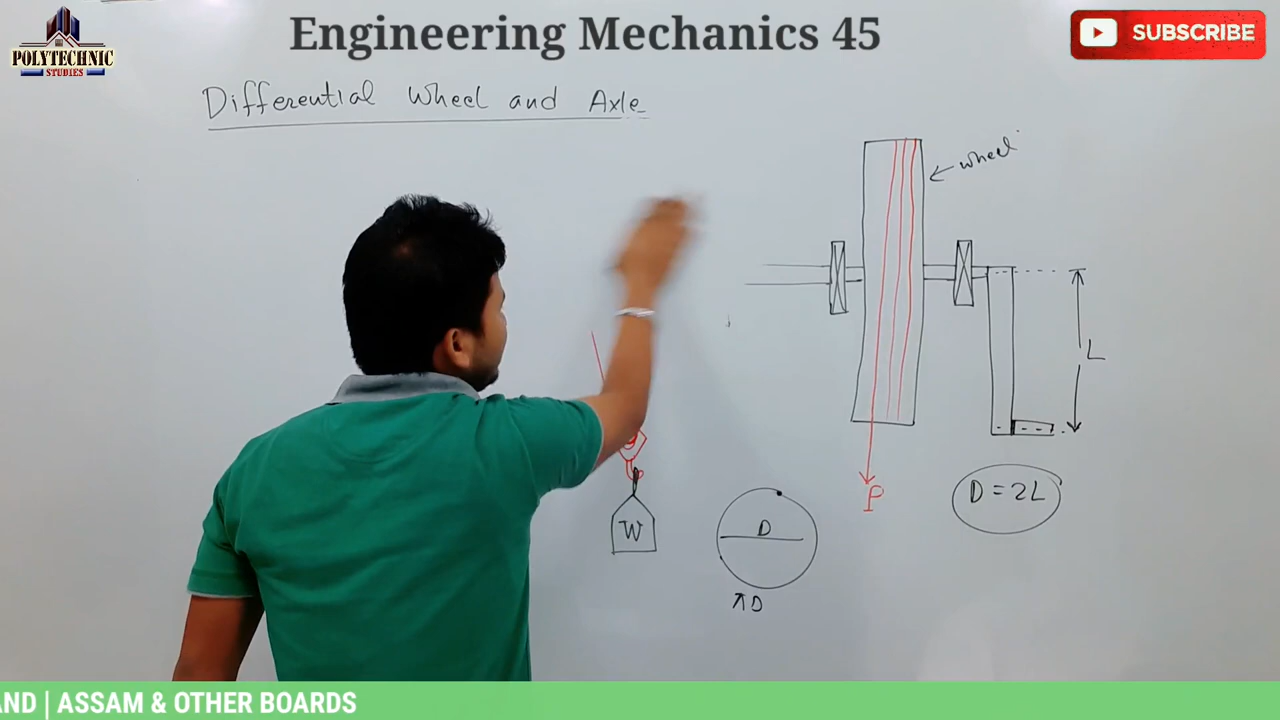 Engineering Mechanics 45
POLYTECHNIC
STUDIES
SUBSCRIBE
Differential Wheel and Axle
wheel
L
P
D = 2L
W
D
πD
AND | ASSAM & OTHER BOARDS